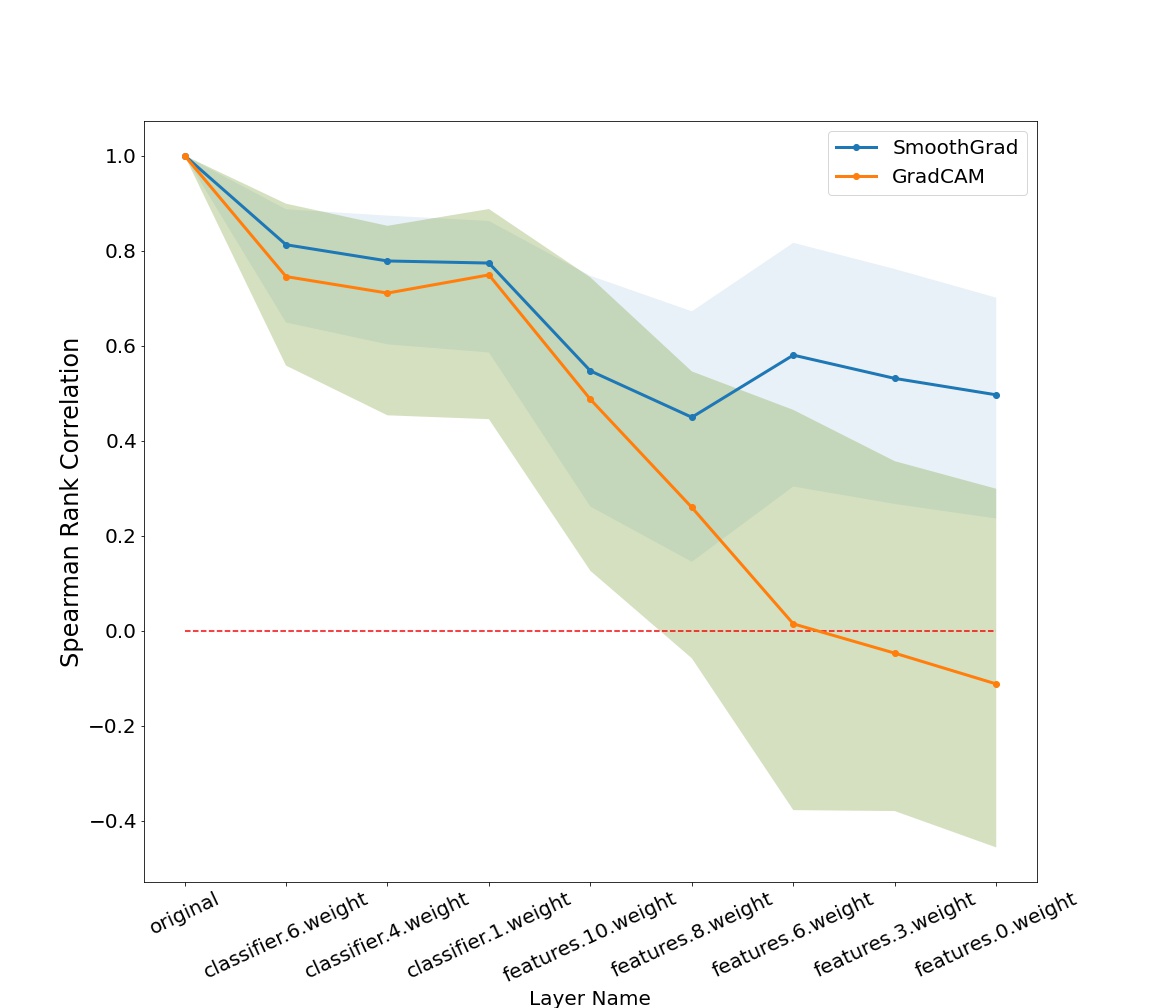 SmoothGrad
GradCAM
1.0
0.8
0.6
0.4
0.2
0.0
−0.2
−0.4
Spearman Rank Correlation
original
classifier.6.weight
classifier.4.weight
classifier.1.weight
features.10.weight
features.8.weight
features.6.weight
features.3.weight
features.0.weight
Layer Name